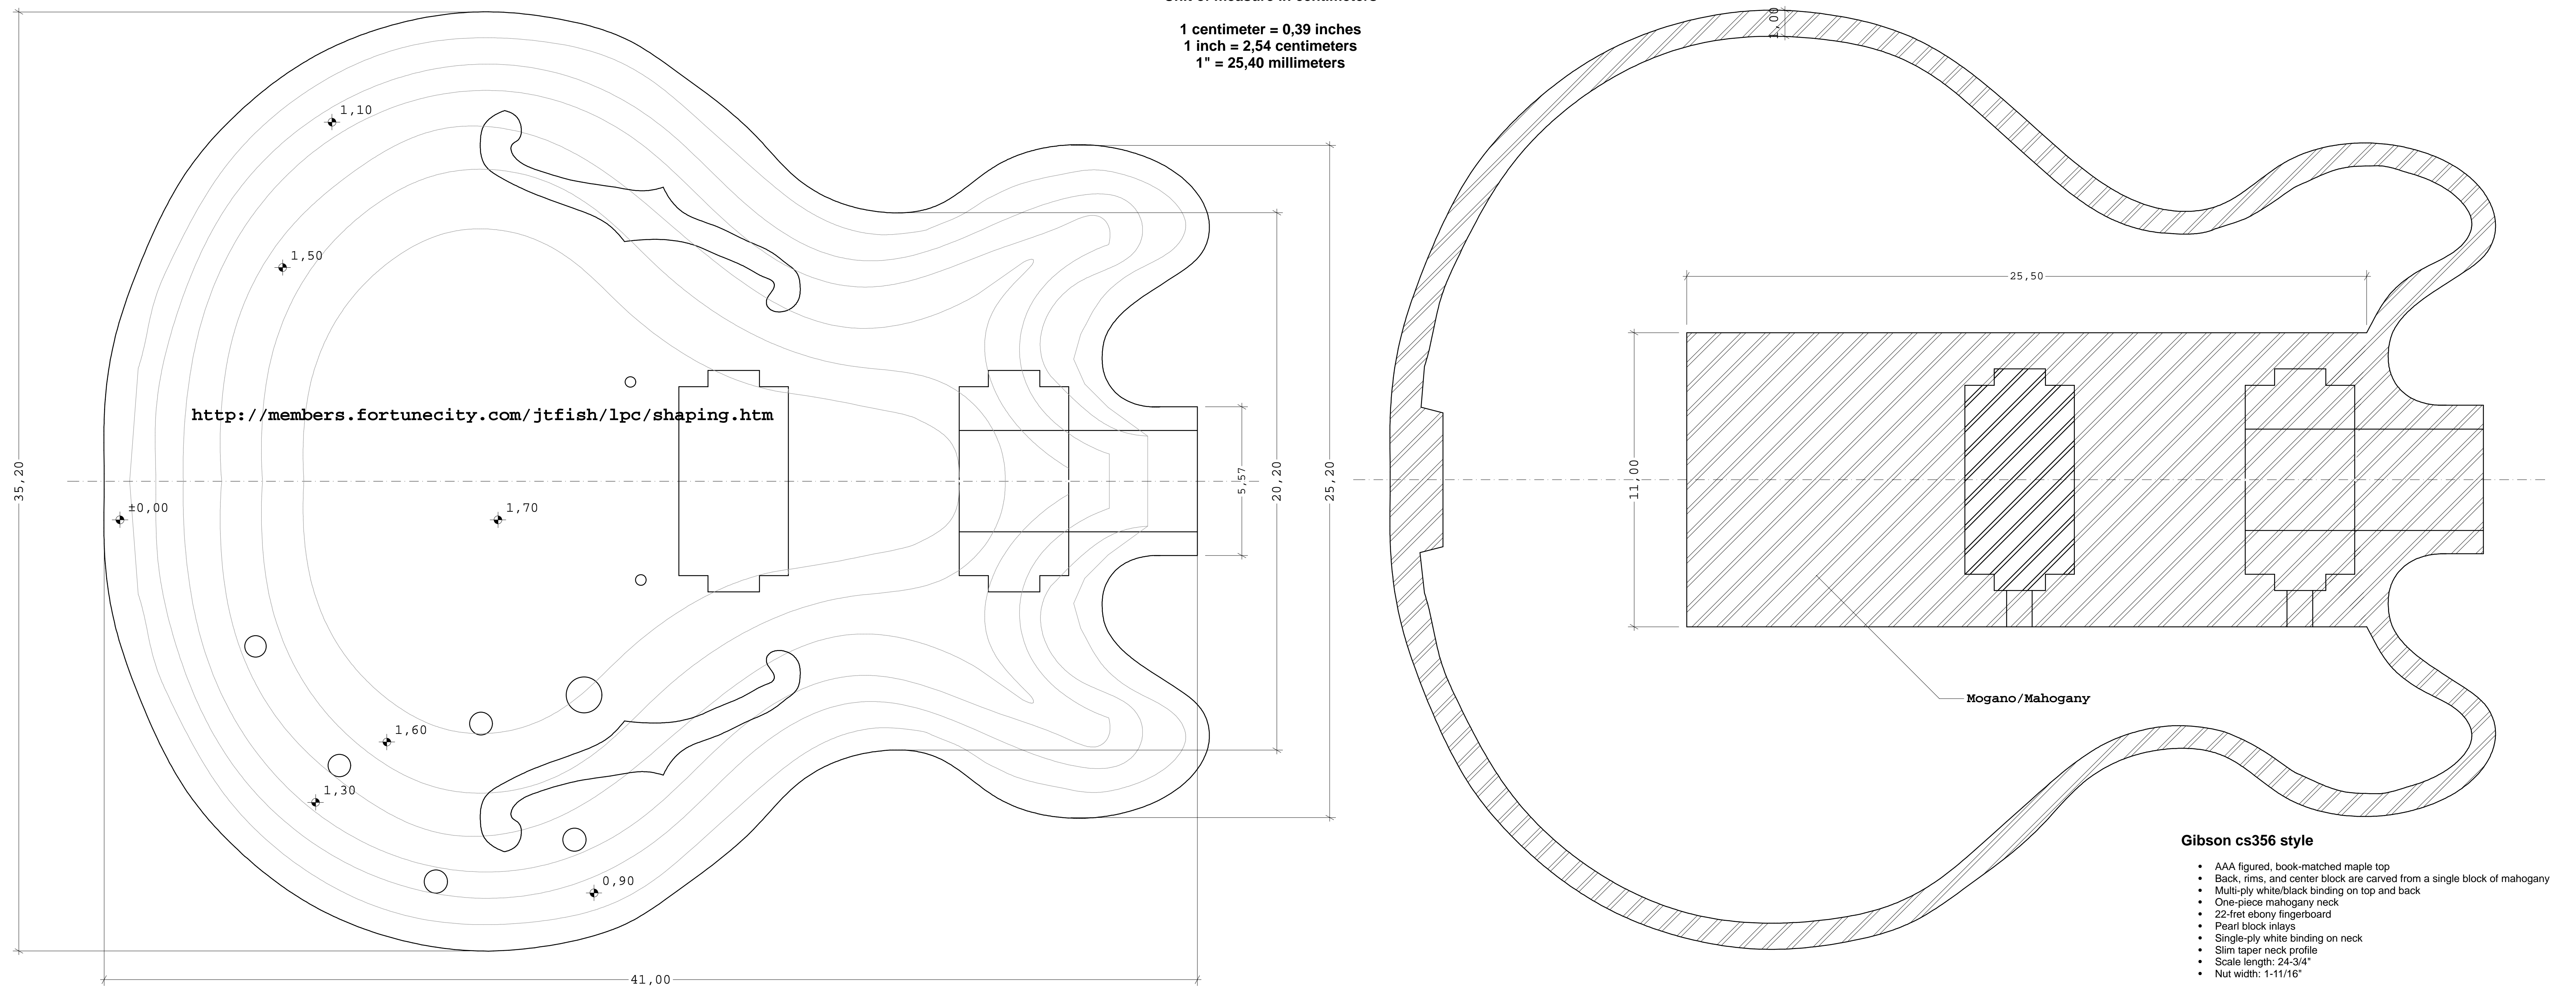 Unit of measure in centimeters
1 centimeter = 0,39 inches
1 inch = 2,54 centimeters
1" = 25,40 millimeters
1,00
1,10
1,50
25,50
http://members.fortunecity.com/jtfish/lpc/shaping.htm
35,20
±0,00
1,70
5,57
20,20
25,20
11,00
Mogano/Mahogany
1,60
1,30
0,90
41,00
Gibson cs356 style
• AAA figured, book-matched maple top
• Back, rims, and center block are carved from a single block of mahogany
• Multi-ply white/black binding on top and back
• One-piece mahogany neck
• 22-fret ebony fingerboard
• Pearl block inlays
• Single-ply white binding on neck
• Slim taper neck profile
• Scale length: 24-3/4"
• Nut width: 1-11/16"